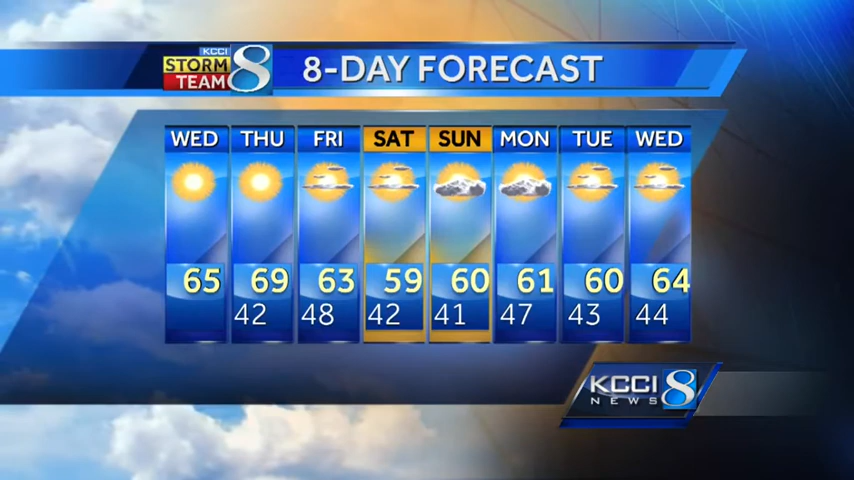 KCCI
STORM
TEAM 8
8-DAY FORECAST
WED THU FRI SAT SUN MON TUE WED
65 69 63 59 60 61 60 64
42 48 42 41 47 43 44
KCCI 8
NEWS